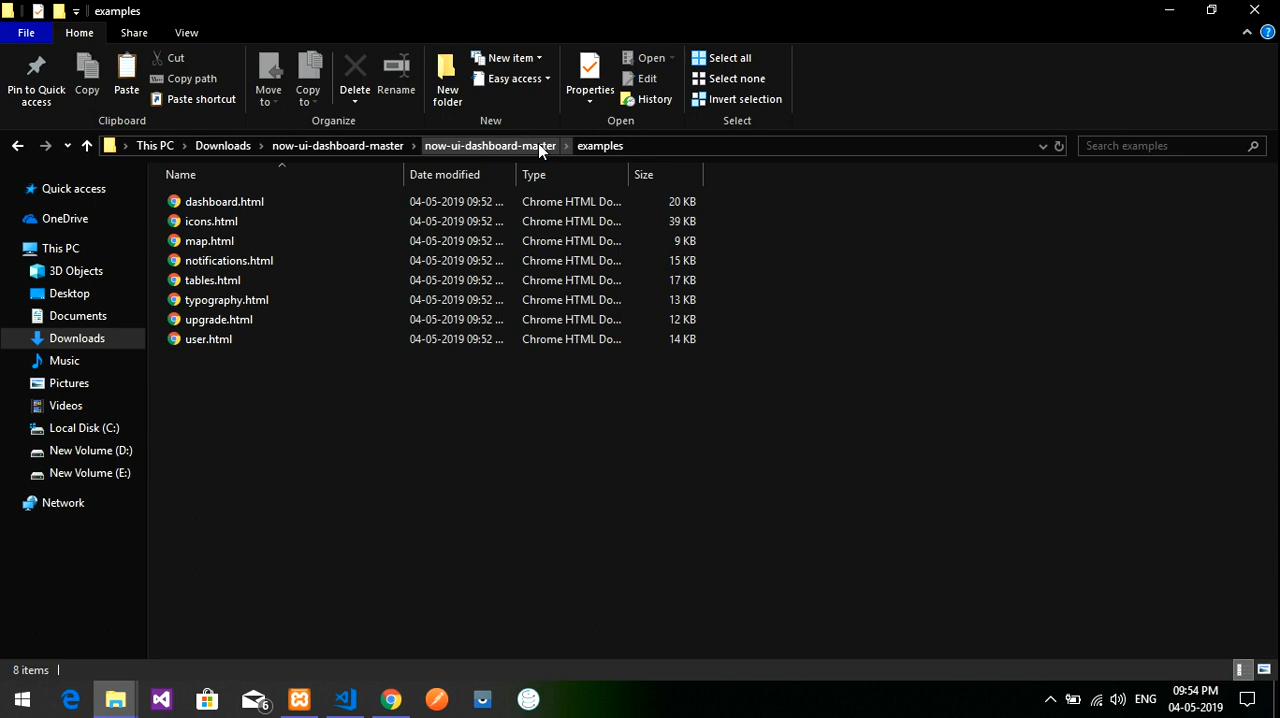 examples
File Home Share View
Pin to Quick access
Copy
Paste
Cut
Copy path
Paste shortcut
Clipboard
Move to
Copy to
Delete
Rename
Organize
New folder
New item
Easy access
New
Properties
Open
Edit
History
Open
Select all
Select none
Invert selection
Select
This PC > Downloads > now-ui-dashboard-master > now-ui-dashboard-master > examples
Search examples
Name Date modified Type Size
dashboard.html 04-05-2019 09:52 ... Chrome HTML Do... 20 KB
icons.html 04-05-2019 09:52 ... Chrome HTML Do... 39 KB
map.html 04-05-2019 09:52 ... Chrome HTML Do... 9 KB
notifications.html 04-05-2019 09:52 ... Chrome HTML Do... 15 KB
tables.html 04-05-2019 09:52 ... Chrome HTML Do... 17 KB
typography.html 04-05-2019 09:52 ... Chrome HTML Do... 13 KB
upgrade.html 04-05-2019 09:52 ... Chrome HTML Do... 12 KB
user.html 04-05-2019 09:52 ... Chrome HTML Do... 14 KB
Quick access
OneDrive
This PC
3D Objects
Desktop
Documents
Downloads
Music
Pictures
Videos
Local Disk (C:)
New Volume (D:)
New Volume (E:)
Network
8 items
6
ENG
09:54 PM
04-05-2019